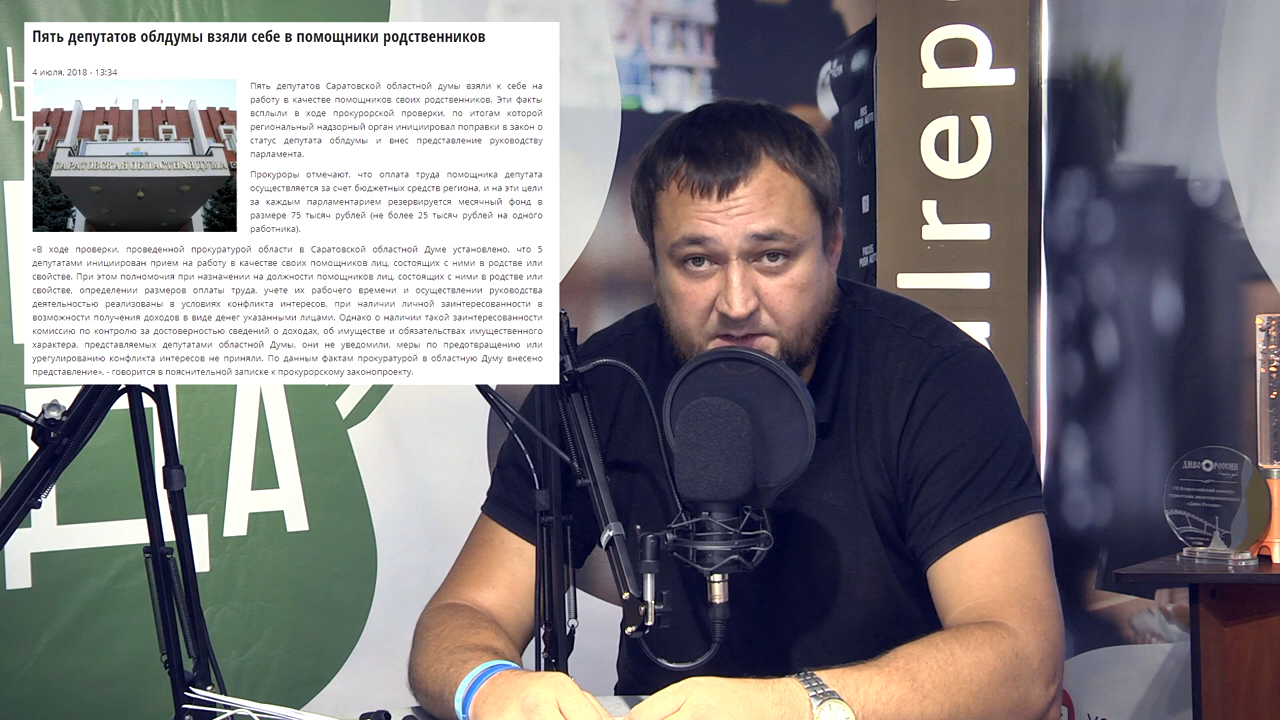 Пять депутатов облдумы взяли себе в помощники родственников
4 июля, 2018 - 13:34
Пять депутатов Саратовской областной думы взяли к себе на
работу в качестве помощников своих родственников. Эти факты
всплыли в ходе прокурорской проверки, по итогам которой
региональный надзорный орган инициировал поправки в закон о
статус депутата облдумы и внес представление руководству
парламента.
Прокуроры отмечают, что оплата труда помощника депутата
осуществляется за счет бюджетных средств региона, и на эти цели
за каждым парламентарием резервируется месячный фонд в
размере 75 тысяч рублей (не более 25 тысяч рублей на одного
работника).
САРАТОВСКАЯ ОБЛАСТНАЯ ДУМА
«В ходе проверки, проведенной прокуратурой области в Саратовской областной Думе установлено, что 5
депутатами инициирован прием на работу в качестве своих помощников лиц, состоящих с ними в родстве или
свойстве. При этом полномочия при назначении на должности помощников лиц, состоящих с ними в родстве или
свойстве, определении размеров оплаты труда, учете их рабочего времени и осуществлении руководства
деятельностью реализованы в условиях конфликта интересов, при наличии личной заинтересованности в
возможности получения доходов в виде денег указанными лицами. Однако о наличии такой заинтересованности
комиссию по контролю за достоверностью сведений о доходах, об имуществе и обязательствах имущественного
характера, представляемых депутатами областной Думы, они не уведомили, меры по предотвращению или
урегулированию конфликта интересов не приняли. По данным фактам прокуратурой в областную Думу внесено
представление», - говорится в пояснительной записке к прокурорскому законопроекту.
ДА
alrep
ДИВО РОССИИ